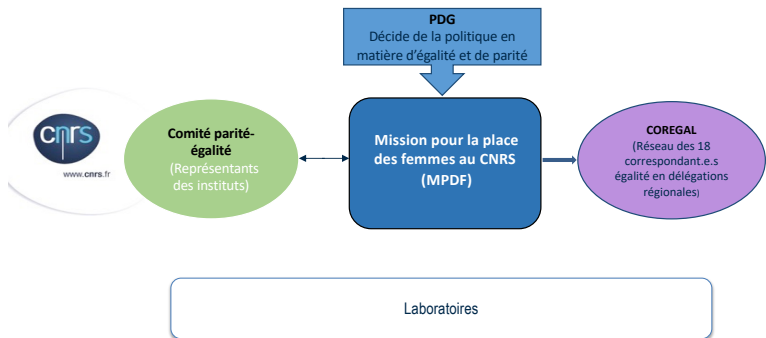 PDG
Décide de la politique en
matière d'égalité et de parité
cnrs
www.cnrs.fr
Comité parité-
égalité
(Représentants
des instituts)
Mission pour la place
des femmes au CNRS
(MPDF)
COREGAL
(Réseau des 18
correspondant.e.s
égalité en délégations
régionales)
Laboratoires